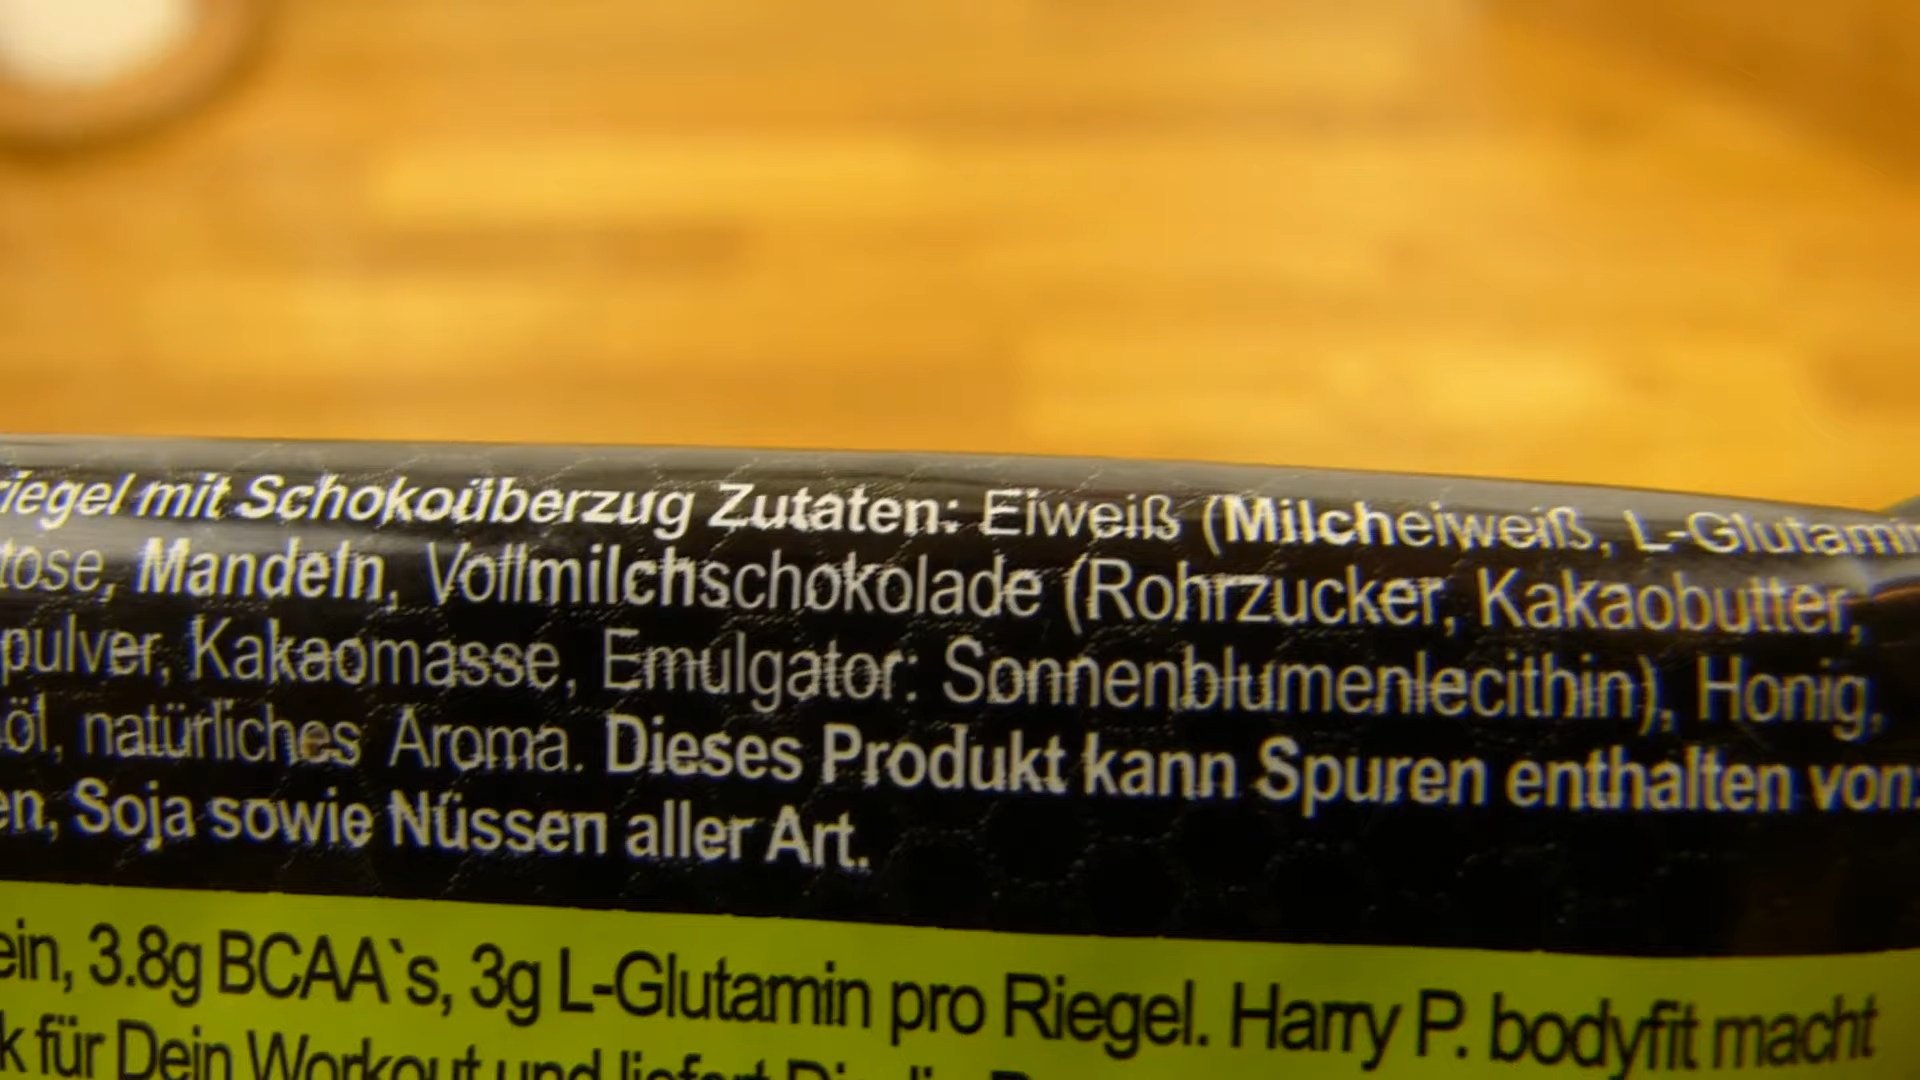 riegel mit Schokoüberzug Zutaten: Eiweiß (Milcheiweiß, L-Glutamin
tose, Mandeln, Vollmilchschokolade (Rohrzucker, Kakaobutter,
pulver, Kakaomasse, Emulgator: Sonnenblumenlecithin), Honig,
öl, natürliches Aroma. Dieses Produkt kann Spuren enthalten von:
en, Soja sowie Nüssen aller Art.
ein, 3.8g BCAA`s, 3g L-Glutamin pro Riegel. Harry P. bodyfit macht
k für Dein Workout und liefert Dir die